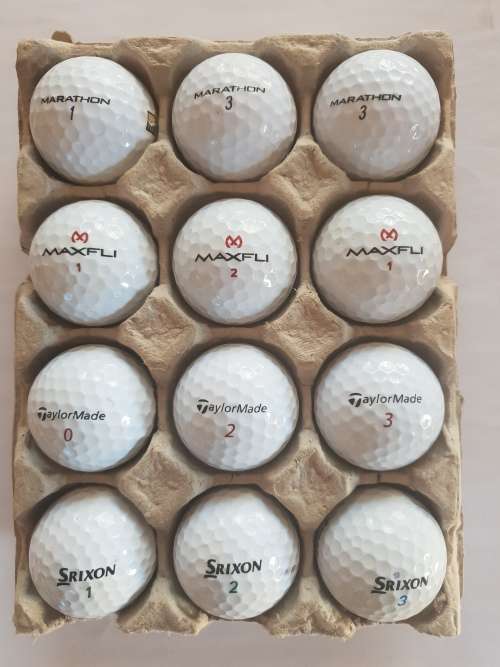 MARATHON
1
MARATHON
3
MARATHON
3
MAXFLI
1
MAXFLI
2
MAXFLI
1
TaylorMade
0
TaylorMade
2
TaylorMade
3
SRIXON
1
SRIXON
2
SRIXON
3